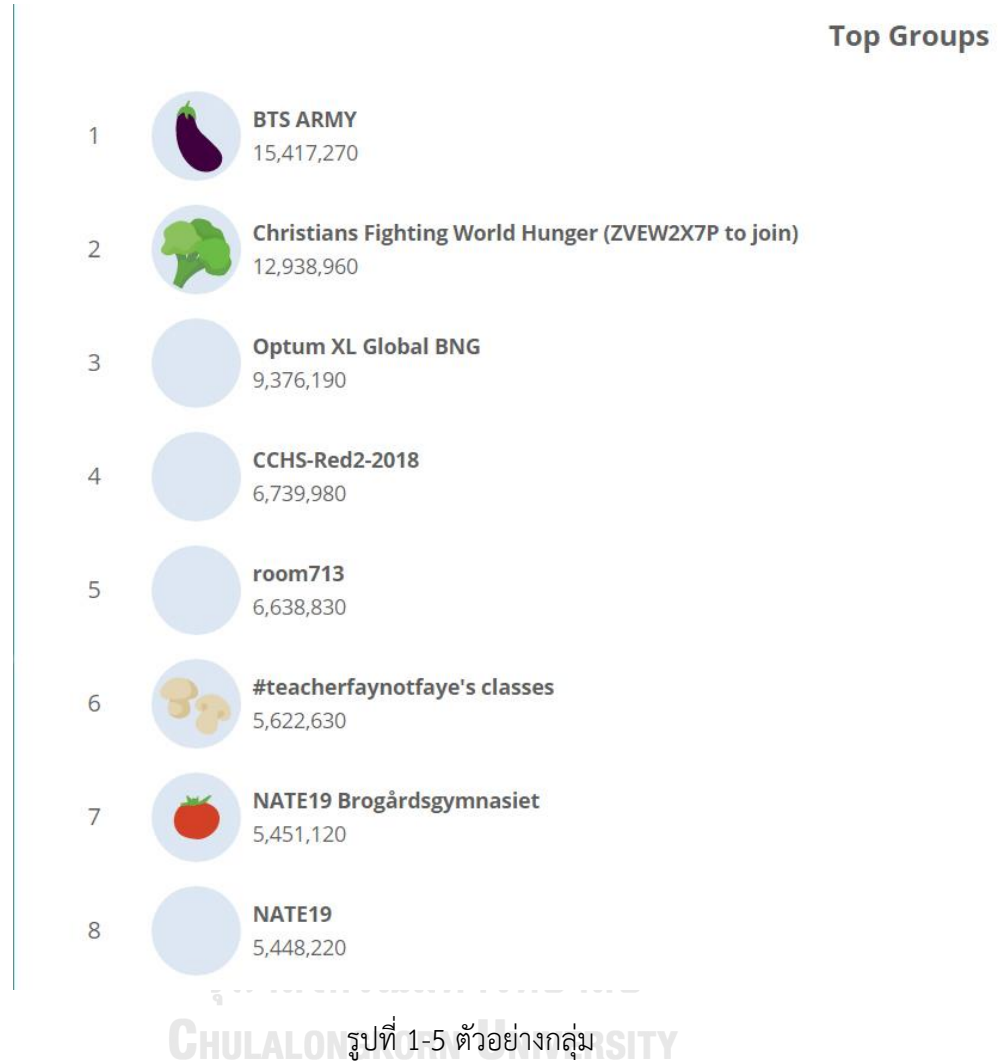 Top Groups
1
BTS ARMY
15,417,270
2
Christians Fighting World Hunger (ZVEW2X7P to join)
12,938,960
3
Optum XL Global BNG
9,376,190
4
CCHS-Red2-2018
6,739,980
5
room713
6,638,830
6
#teacherfaynotfaye's classes
5,622,630
7
NATE19 Brogårdsgymnasiet
5,451,120
8
NATE19
5,448,220
CHULALONGKORN UNIVERSITY
รูปที่ 1-5 ตัวอย่างกลุ่ม